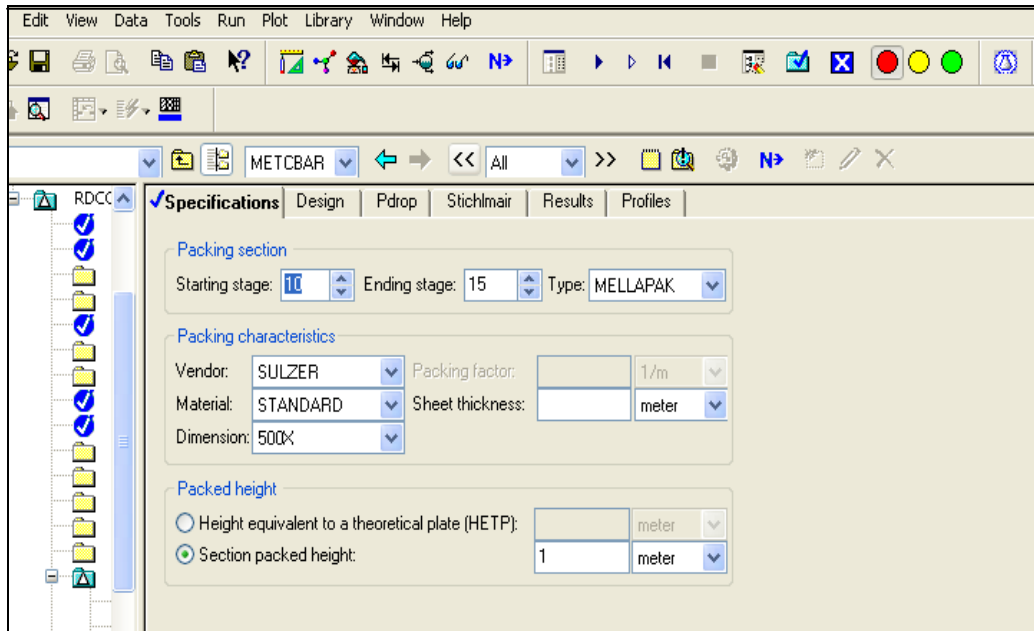 Edit View Data Tools Run Plot Library Window Help
N
METCBAR << All >> N
RDCC Specifications Design Pdrop Stichlmair Results Profiles
Packing section
Starting stage: 10 Ending stage: 15 Type: MELLAPAK
Packing characteristics
Vendor: SULZER Packing factor: 1/m
Material: STANDARD Sheet thickness: meter
Dimension: 500X
Packed height
Height equivalent to a theoretical plate (HETP): meter
Section packed height: 1 meter